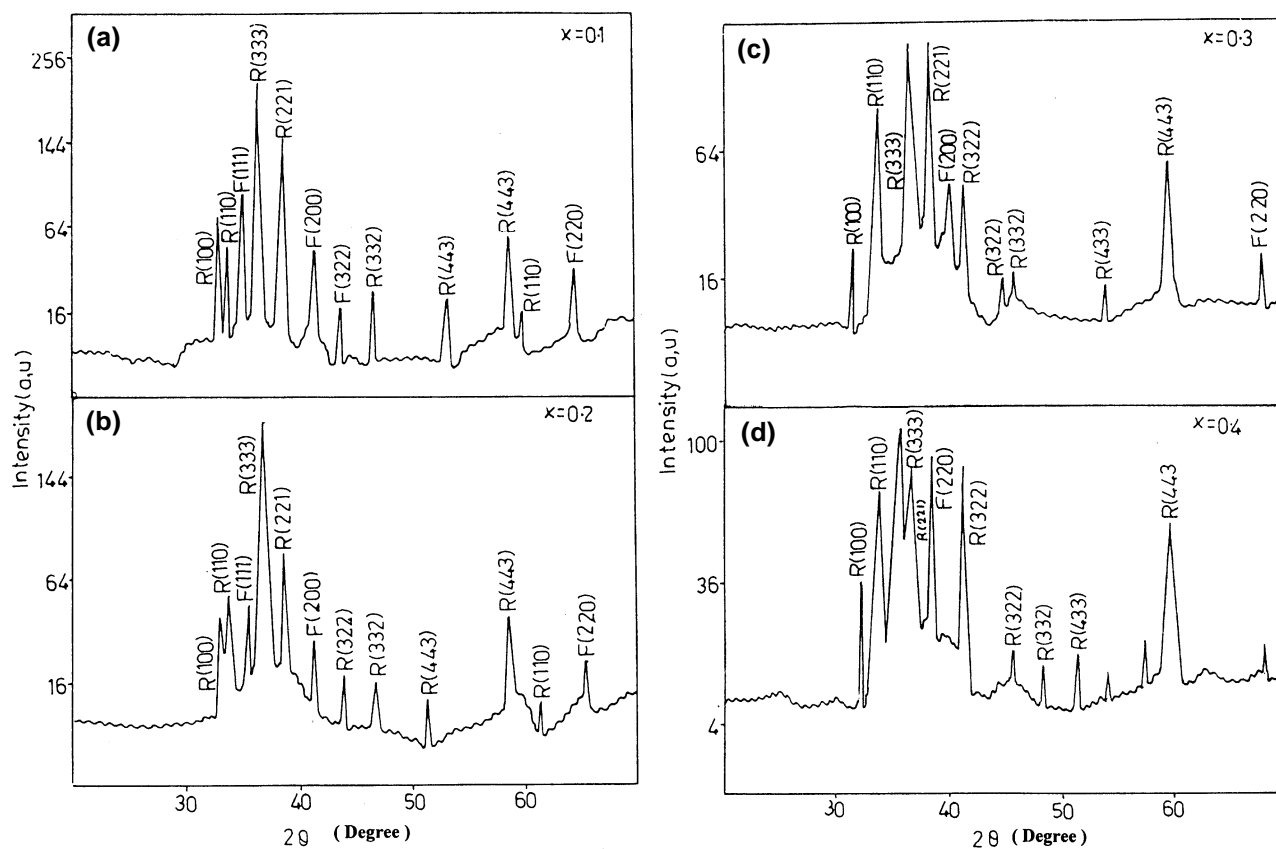 (a)
x=0.1
Intensity(a,u)
256
144
64
16
R(100)
R(110)
F(111)
R(333)
R(221)
F(200)
F(322)
R(332)
R(443)
R(443)
R(110)
F(220)
(b)
x=0.2
Intensity(a,u)
144
64
16
R(100)
R(110)
F(111)
R(333)
R(221)
F(200)
R(322)
R(332)
R(443)
R(443)
R(110)
F(220)
30
40
50
60
2θ (Degree)
(c)
x=0.3
Intensity(a,u)
64
16
R(100)
R(110)
R(333)
R(221)
F(200)
R(322)
R(322)
R(332)
R(433)
R(443)
F(220)
(d)
x=0.4
100
36
4
R(100)
R(110)
R(333)
R(221)
F(220)
R(322)
R(322)
R(332)
R(433)
R(443
20
30
40
50
60
2θ (Degree)